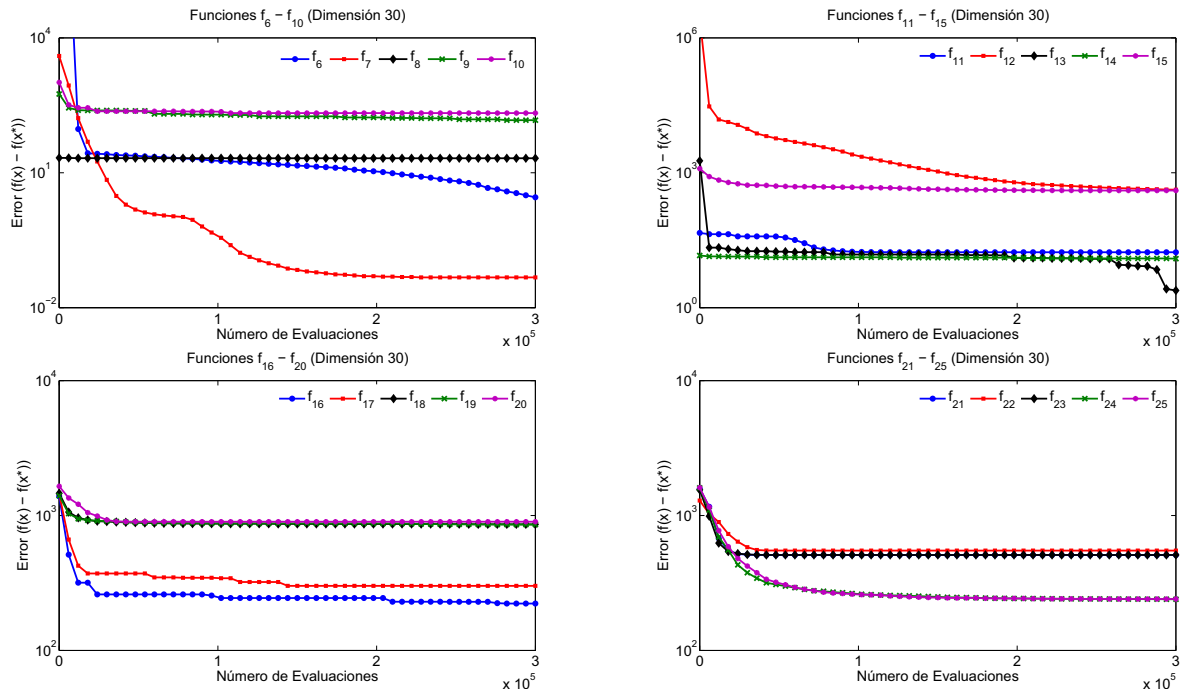 Funciones f6 − f10 (Dimensión 30)
10^4
f6 f7 f8 f9 f10
Error (f(x) − f(x*))
10^1
10^-2
0 1 2 3
Número de Evaluaciones
x 10^5
Funciones f11 − f15 (Dimensión 30)
10^6
f11 f12 f13 f14 f15
Error (f(x) − f(x*))
10^3
10^0
0 1 2 3
Número de Evaluaciones
x 10^5
Funciones f16 − f20 (Dimensión 30)
10^4
f16 f17 f18 f19 f20
Error (f(x) − f(x*))
10^3
10^2
0 1 2 3
Número de Evaluaciones
x 10^5
Funciones f21 − f25 (Dimensión 30)
10^4
f21 f22 f23 f24 f25
Error (f(x) − f(x*))
10^3
10^2
0 1 2 3
Número de Evaluaciones
x 10^5